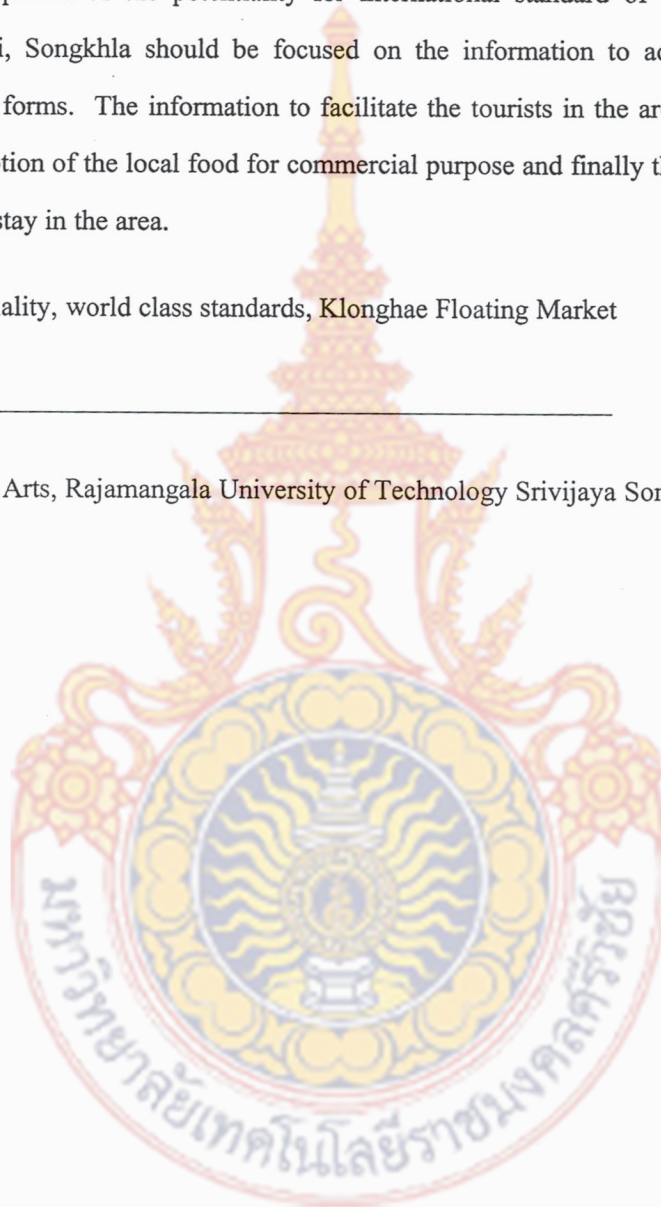 i, Songkhla should be focused on the information to ac
forms. The information to facilitate the tourists in the ar
tion of the local food for commercial purpose and finally t
stay in the area.
ality, world class standards, Klonghae Floating Market
Arts, Rajamangala University of Technology Srivijaya Son
มหาวิทยาลัยเทคโนโลยีราชมงคลศรีวิชัย